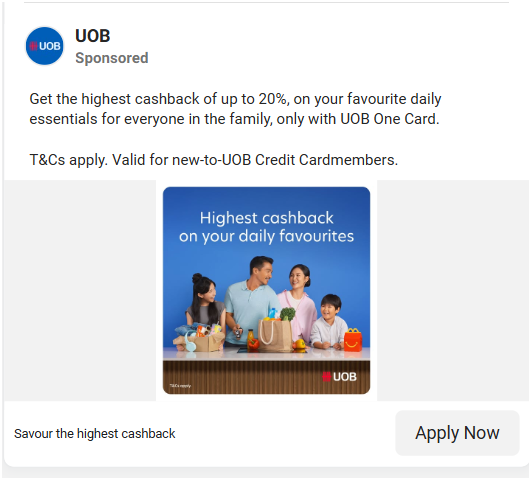 UOB
UOB
Sponsored
Get the highest cashback of up to 20%, on your favourite daily
essentials for everyone in the family, only with UOB One Card.
T&Cs apply. Valid for new-to-UOB Credit Cardmembers.
Highest cashback
on your daily favourites
UOB
T&Cs apply.
Savour the highest cashback
Apply Now